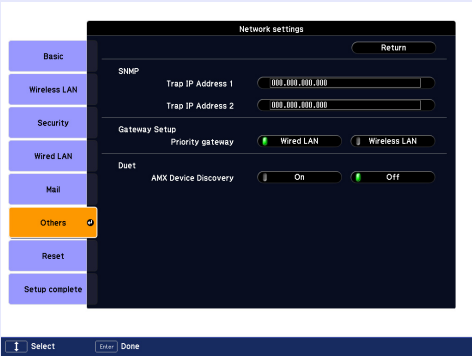 Network settings
Return
Basic
SNMP
Trap IP Address 1 000.000.000.000
Wireless LAN
Trap IP Address 2 000.000.000.000
Security
Gateway Setup
Priority gateway Wired LAN Wireless LAN
Wired LAN
Duet
AMX Device Discovery On Off
Mail
Others
Reset
Setup complete
Select Enter Done